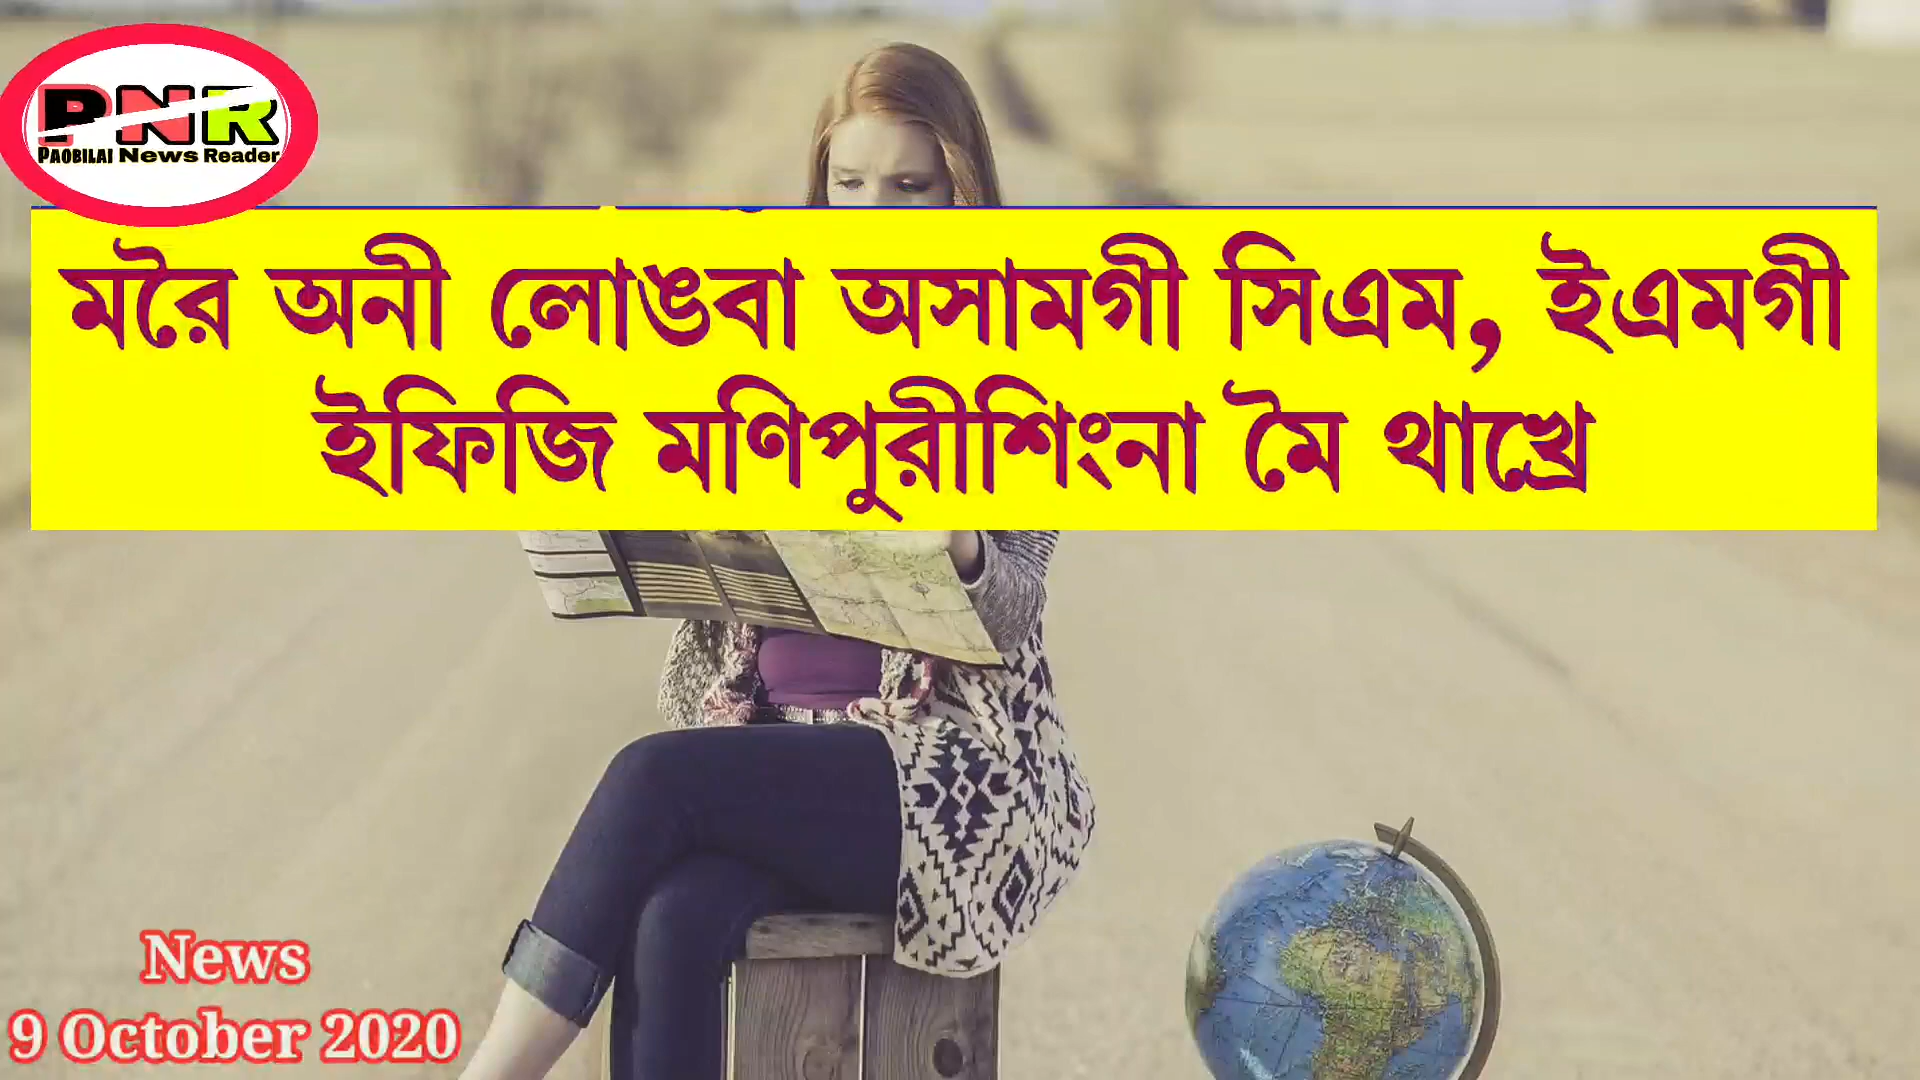 PNR
PAOBILAI News Reader
মরৈ অনী লোঙবা অসামগী সিএম, ইএমগী
ইফিজি মণিপুরীশিংনা মৈ থাখ্রে
News
9 October 2020